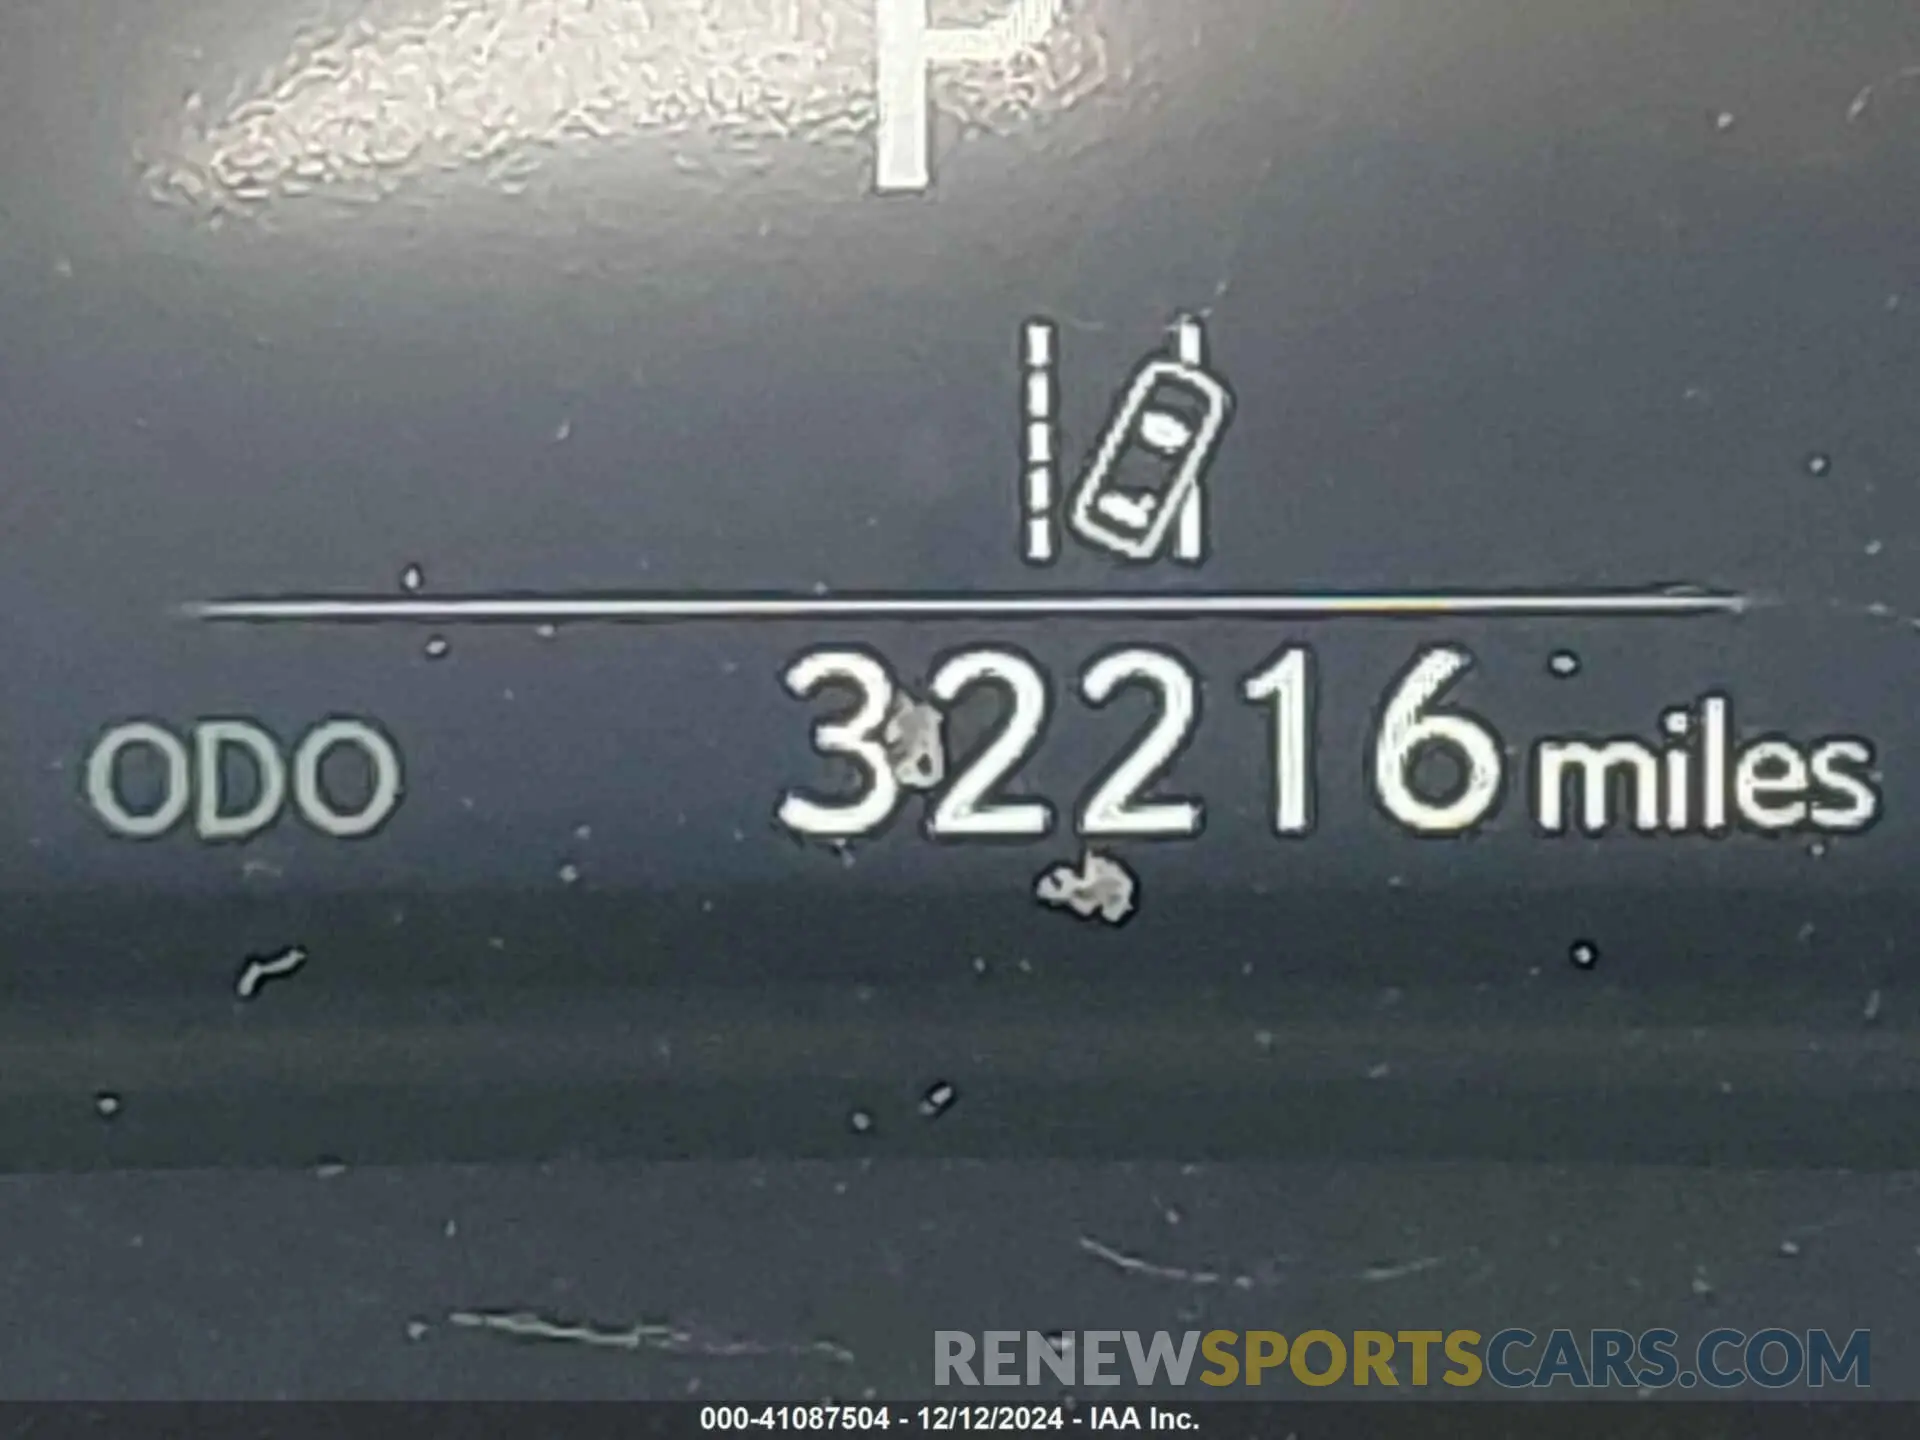 P
ODO 32216 miles
RENEWSPORTSCARS.COM
000-41087504 - 12/12/2024 - IAA Inc.